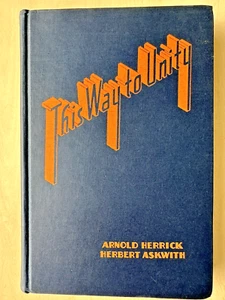 This Way to Unity
ARNOLD HERRICK
HERBERT ASKWITH